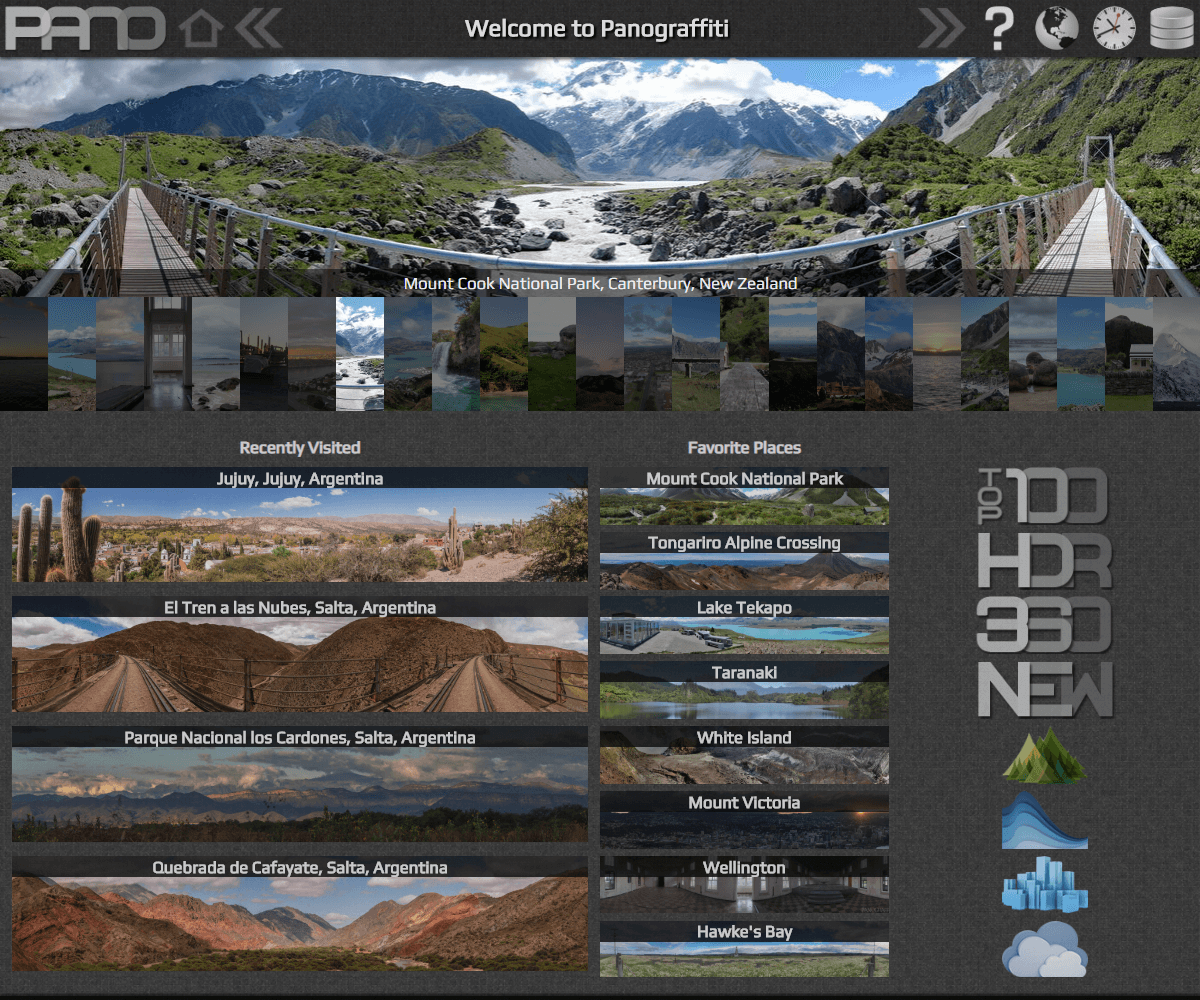 PANO
Welcome to Panograffiti
?
Mount Cook National Park, Canterbury, New Zealand
Recently Visited
Jujuy, Jujuy, Argentina
El Tren a las Nubes, Salta, Argentina
Parque Nacional los Cardones, Salta, Argentina
Quebrada de Cafayate, Salta, Argentina
Favorite Places
Mount Cook National Park
Tongariro Alpine Crossing
Lake Tekapo
Taranaki
White Island
Mount Victoria
Wellington
Hawke's Bay
TOP 100
HDR
360
NEW